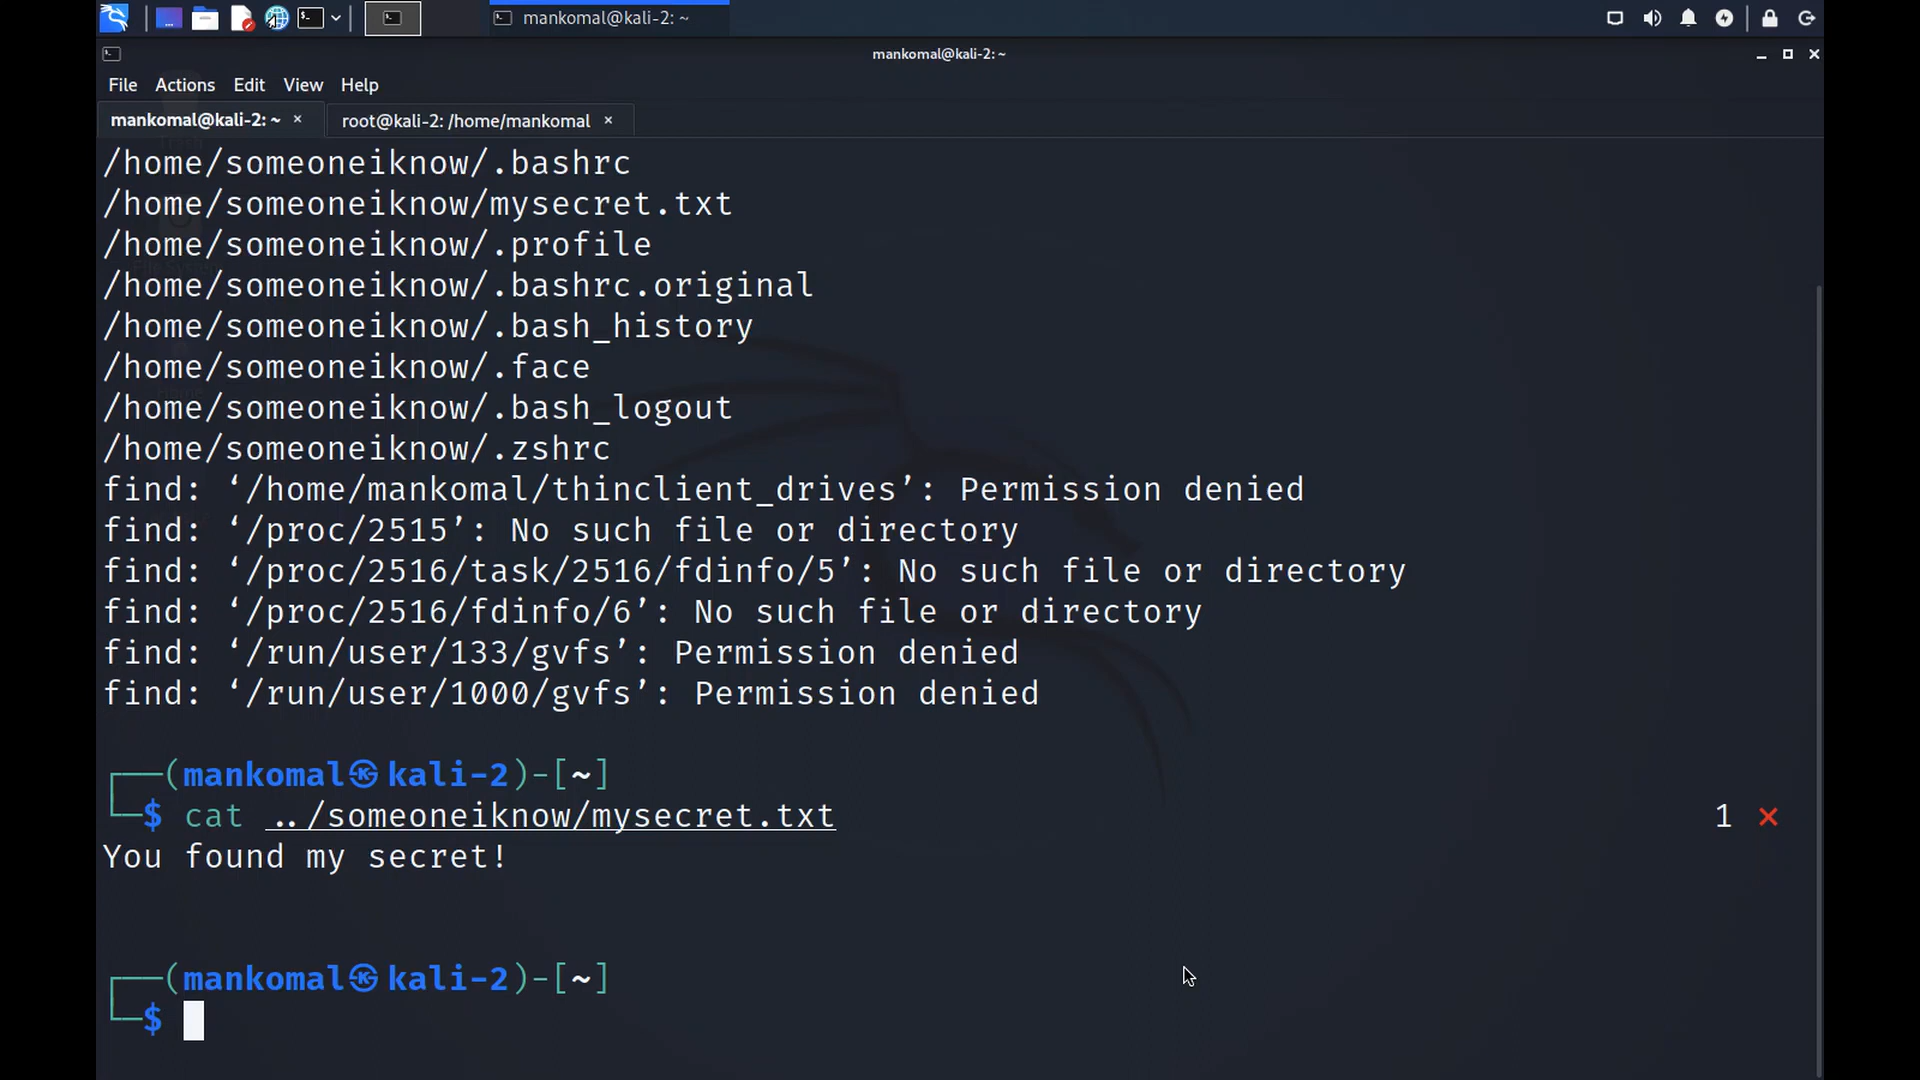 mankomal@kali-2: ~
mankomal@kali-2: ~
File Actions Edit View Help
mankomal@kali-2: ~ × root@kali-2: /home/mankomal ×
/home/someoneiknow/.bashrc
/home/someoneiknow/mysecret.txt
/home/someoneiknow/.profile
/home/someoneiknow/.bashrc.original
/home/someoneiknow/.bash_history
/home/someoneiknow/.face
/home/someoneiknow/.bash_logout
/home/someoneiknow/.zshrc
find: ‘/home/mankomal/thinclient_drives’: Permission denied
find: ‘/proc/2515’: No such file or directory
find: ‘/proc/2516/task/2516/fdinfo/5’: No such file or directory
find: ‘/proc/2516/fdinfo/6’: No such file or directory
find: ‘/run/user/133/gvfs’: Permission denied
find: ‘/run/user/1000/gvfs’: Permission denied
┌──(mankomal㉿kali-2)-[~]
└─$ cat ../someoneiknow/mysecret.txt 1 ⨯
You found my secret!
┌──(mankomal㉿kali-2)-[~]
└─$